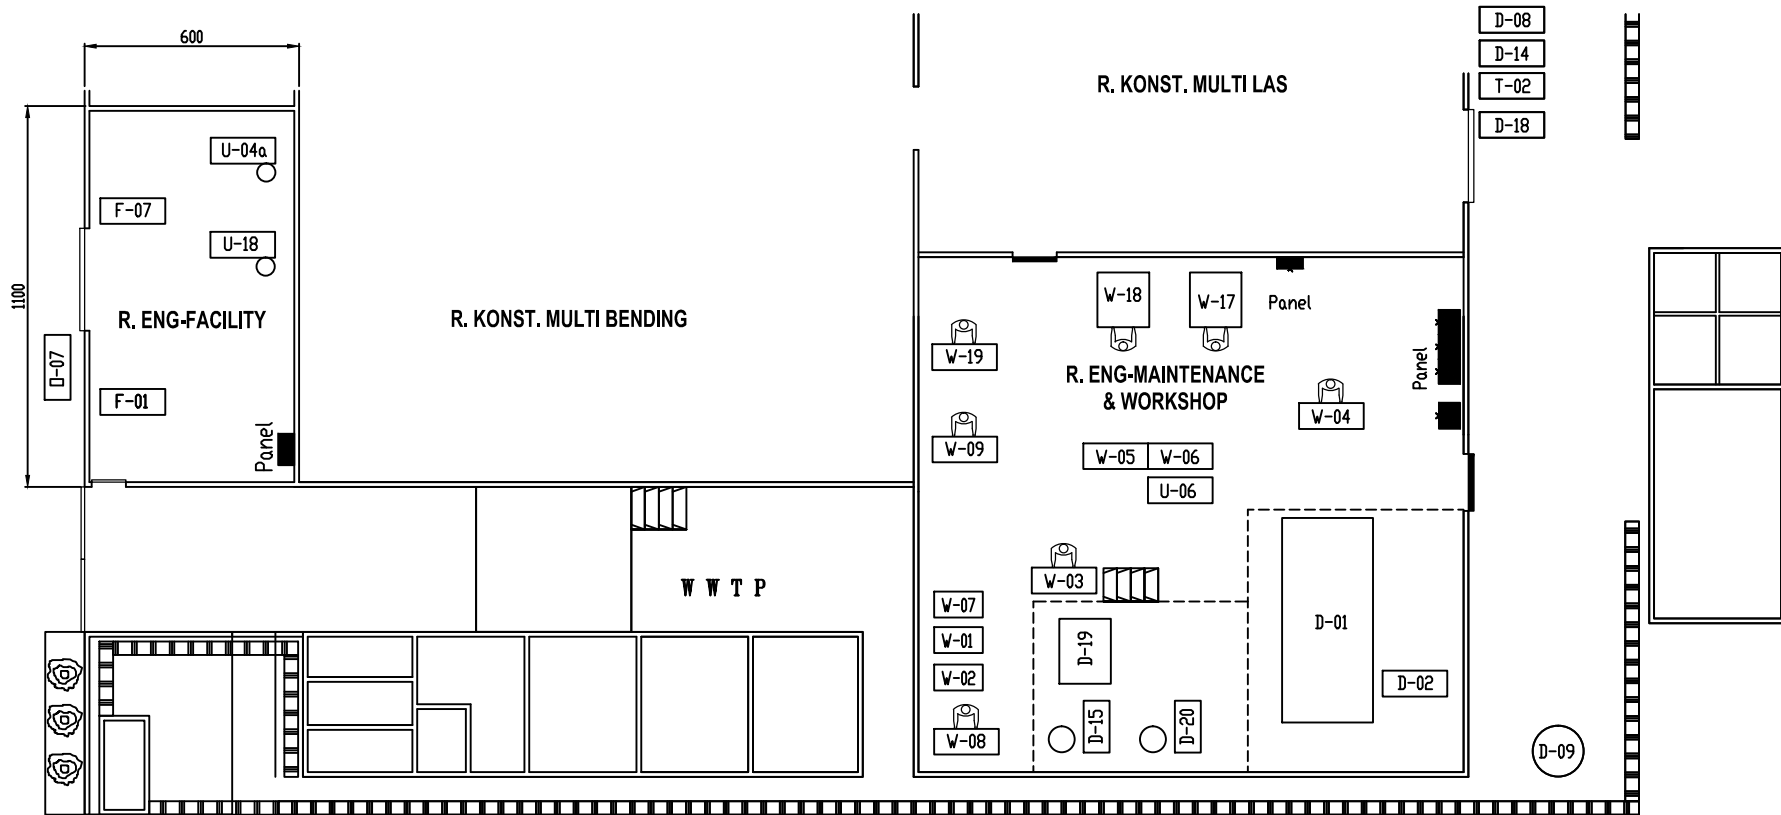 600
1100
U-04a
F-07
U-18
R. ENG-FACILITY
D-07
F-01
Panel
R. KONST. MULTI BENDING
W W T P
R. KONST. MULTI LAS
D-08
D-14
T-02
D-18
W-18
W-17
Panel
W-19
R. ENG-MAINTENANCE
& WORKSHOP
Panel
W-04
W-09
W-05
W-06
U-06
W-03
W-07
W-01
W-02
W-08
D-19
D-15
D-20
D-01
D-02
D-09